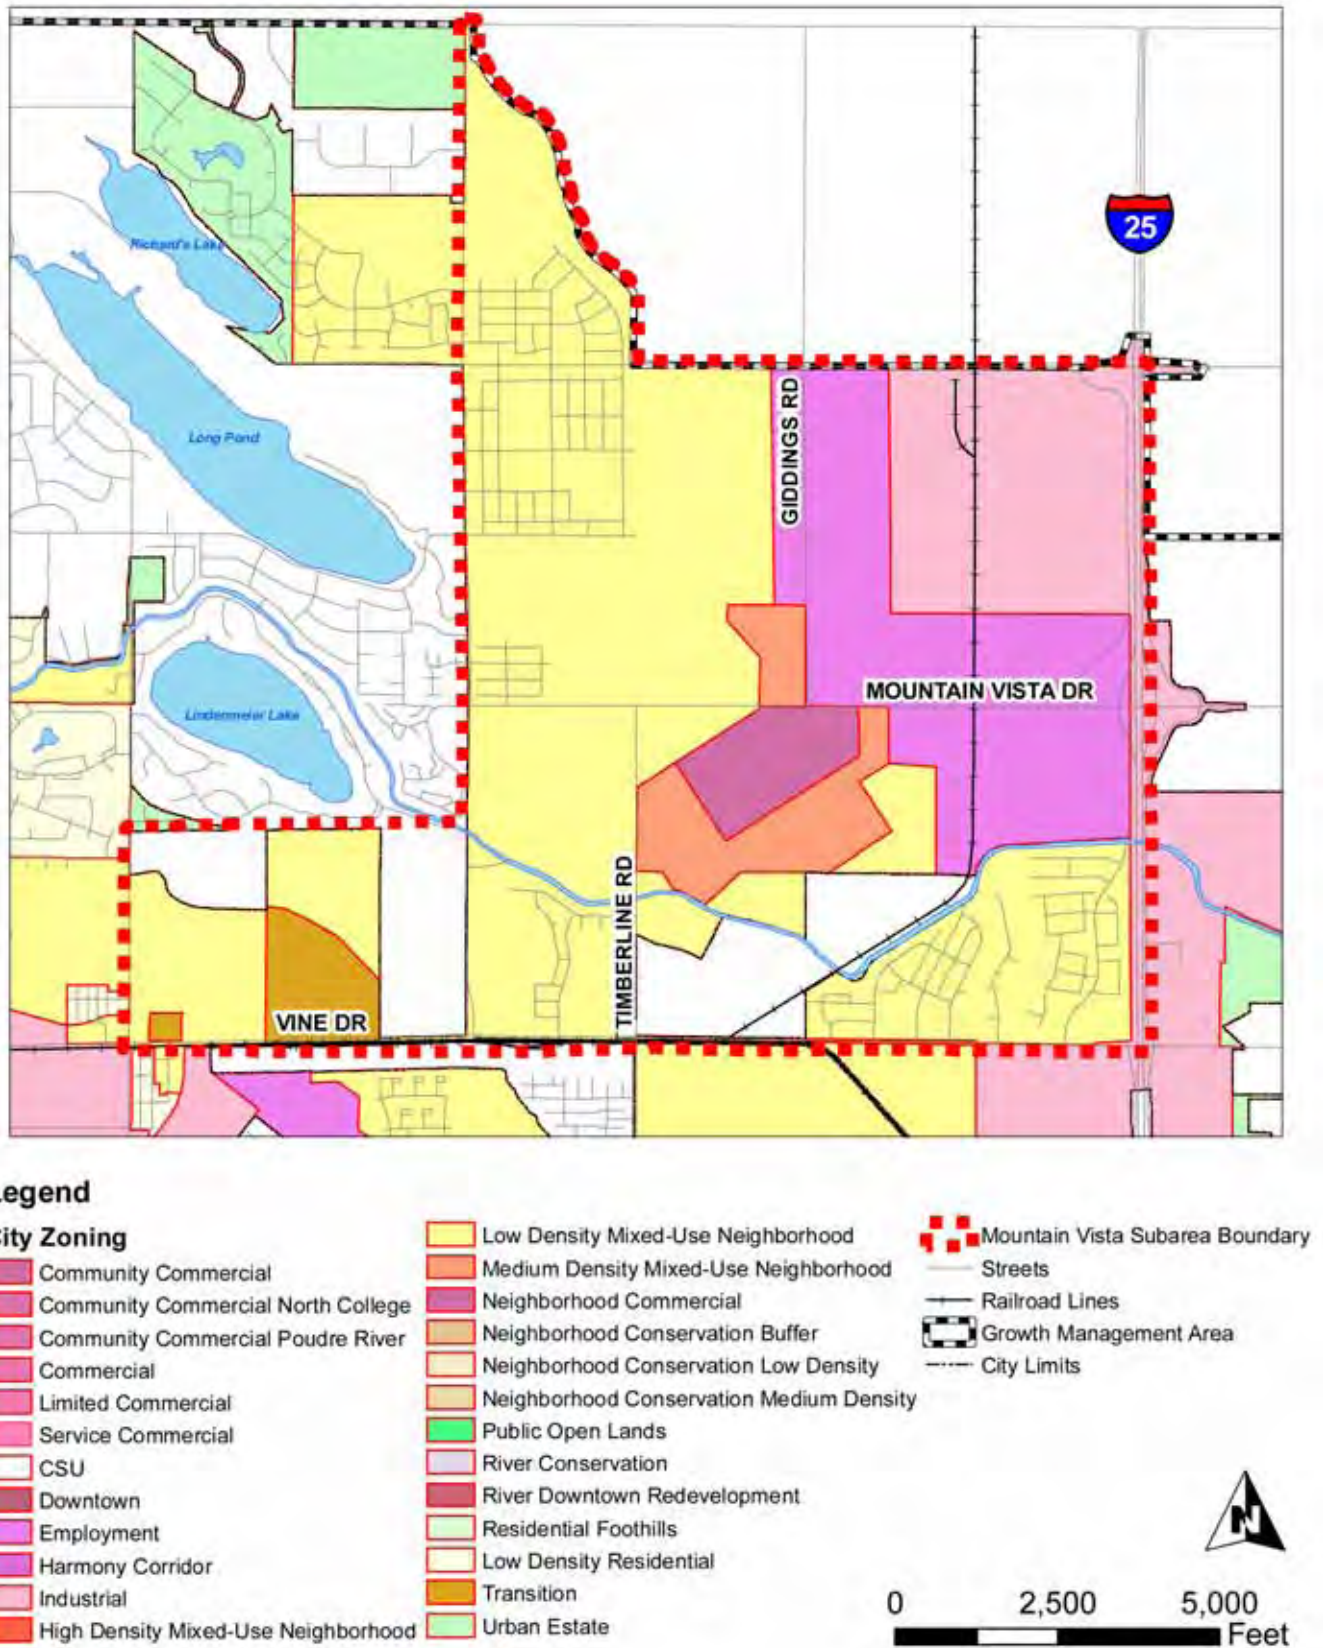 25
Richard's Lake
GIDDINGS RD
Long Pond
MOUNTAIN VISTA DR
Lindenmeier Lake
TIMBERLINE RD
VINE DR
egend
ity Zoning
Community Commercial
Community Commercial North College
Community Commercial Poudre River
Commercial
Limited Commercial
Service Commercial
CSU
Downtown
Employment
Harmony Corridor
Industrial
High Density Mixed-Use Neighborhood
Low Density Mixed-Use Neighborhood
Medium Density Mixed-Use Neighborhood
Neighborhood Commercial
Neighborhood Conservation Buffer
Neighborhood Conservation Low Density
Neighborhood Conservation Medium Density
Public Open Lands
River Conservation
River Downtown Redevelopment
Residential Foothills
Low Density Residential
Transition
Urban Estate
Mountain Vista Subarea Boundary
Streets
Railroad Lines
Growth Management Area
City Limits
N
0 2,500 5,000
Feet